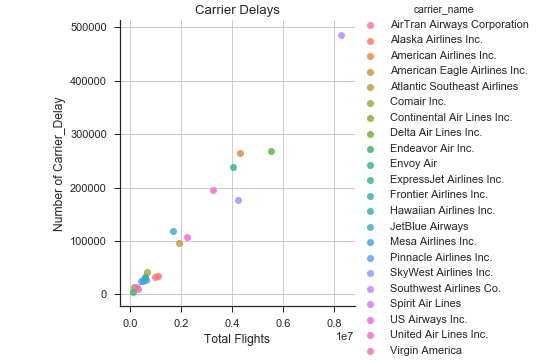 Carrier Delays
500000
400000
300000
200000
100000
0
Number of Carrier_Delay
0.0 0.2 0.4 0.6 0.8
1e7
Total Flights
carrier_name
AirTran Airways Corporation
Alaska Airlines Inc.
American Airlines Inc.
American Eagle Airlines Inc.
Atlantic Southeast Airlines
Comair Inc.
Continental Air Lines Inc.
Delta Air Lines Inc.
Endeavor Air Inc.
Envoy Air
ExpressJet Airlines Inc.
Frontier Airlines Inc.
Hawaiian Airlines Inc.
JetBlue Airways
Mesa Airlines Inc.
Pinnacle Airlines Inc.
SkyWest Airlines Inc.
Southwest Airlines Co.
Spirit Air Lines
US Airways Inc.
United Air Lines Inc.
Virgin America